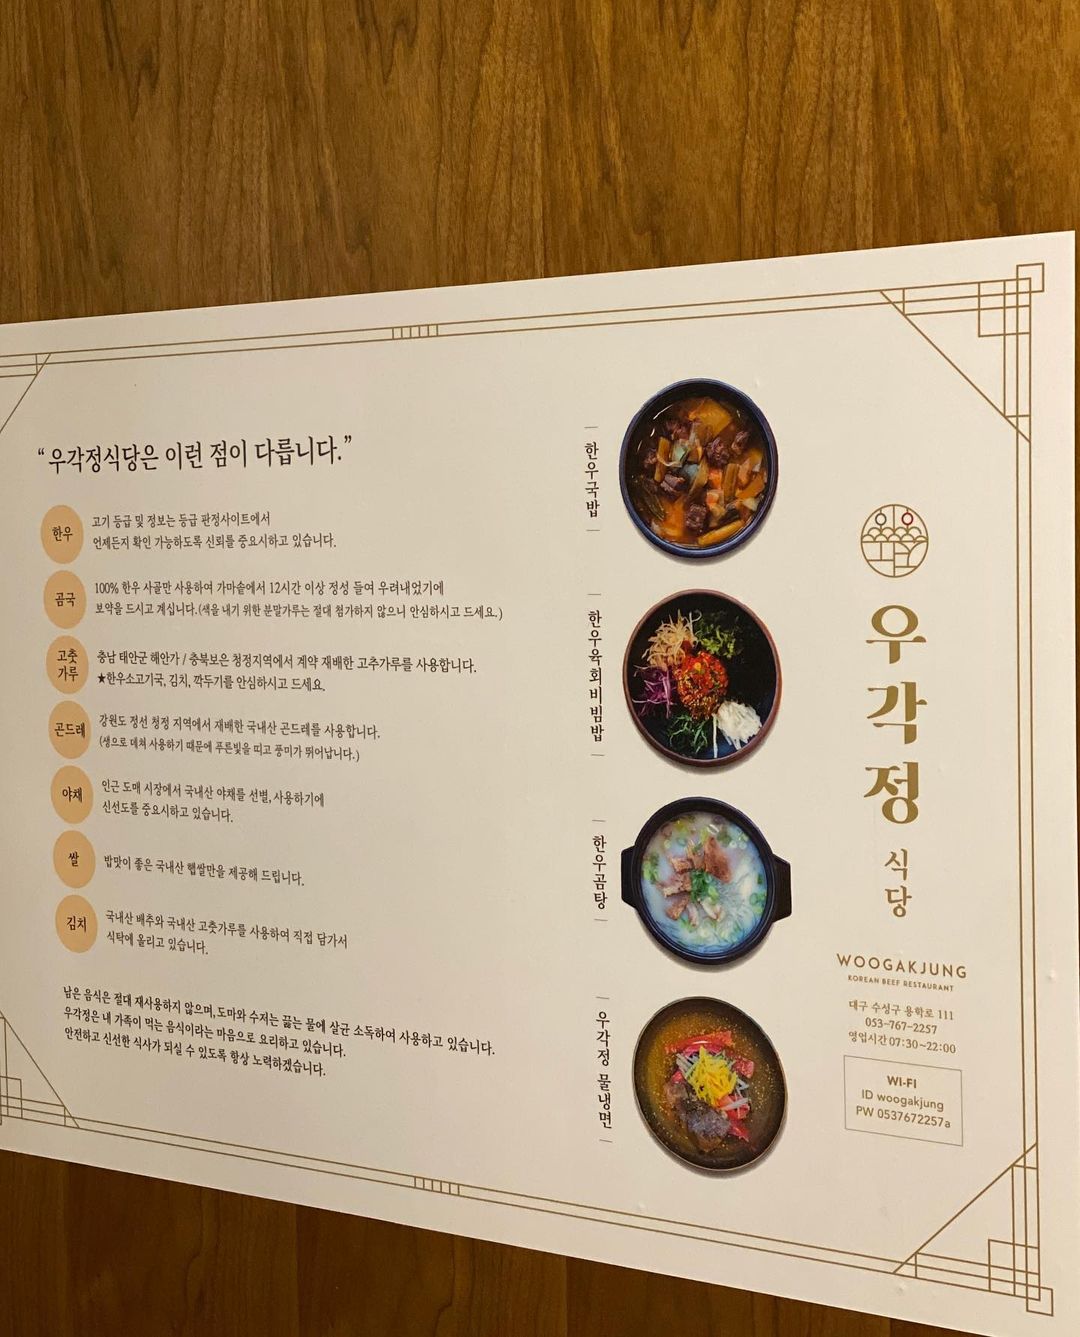 “ 우각정식당은 이런 점이 다릅니다.”
한우
고기 등급 및 정보는 등급 판정사이트에서
언제든지 확인 가능하도록 신뢰를 중요시하고 있습니다.
곰국
100% 한우 사골만 사용하여 가마솥에서 12시간 이상 정성 들여 우려내었기에
보약을 드시고 계십니다.(색을 내기 위한 분말가루는 절대 첨가하지 않으니 안심하시고 드세요.)
고춧
가루
충남 태안군 해안가 / 충북보은 청정지역에서 계약 재배한 고추가루를 사용합니다.
★한우소고기국, 김치, 깍두기를 안심하시고 드세요.
곤드레
강원도 정선 청정 지역에서 재배한 국내산 곤드레를 사용합니다.
(생으로 데쳐 사용하기 때문에 푸른빛을 띠고 풍미가 뛰어납니다.)
야채
인근 도매 시장에서 국내산 야채를 선별, 사용하기에
신선도를 중요시하고 있습니다.
쌀
밥맛이 좋은 국내산 햅쌀만을 제공해 드립니다.
김치
국내산 배추와 국내산 고춧가루를 사용하여 직접 담가서
식탁에 올리고 있습니다.
남은 음식은 절대 재사용하지 않으며, 도마와 수저는 끓는 물에 살균 소독하여 사용하고 있습니다.
우각정은 내 가족이 먹는 음식이라는 마음으로 요리하고 있습니다.
안전하고 신선한 식사가 되실 수 있도록 항상 노력하겠습니다.
한우국밥
한우육회비빔밥
한우곰탕
우각정 물냉면
우각정 식당
WOOGAKJUNG
KOREAN BEEF RESTAURANT
대구 수성구 용학로 111
053-767-2257
영업시간 07:30~22:00
WI-FI
ID woogakjung
PW 0537672257a